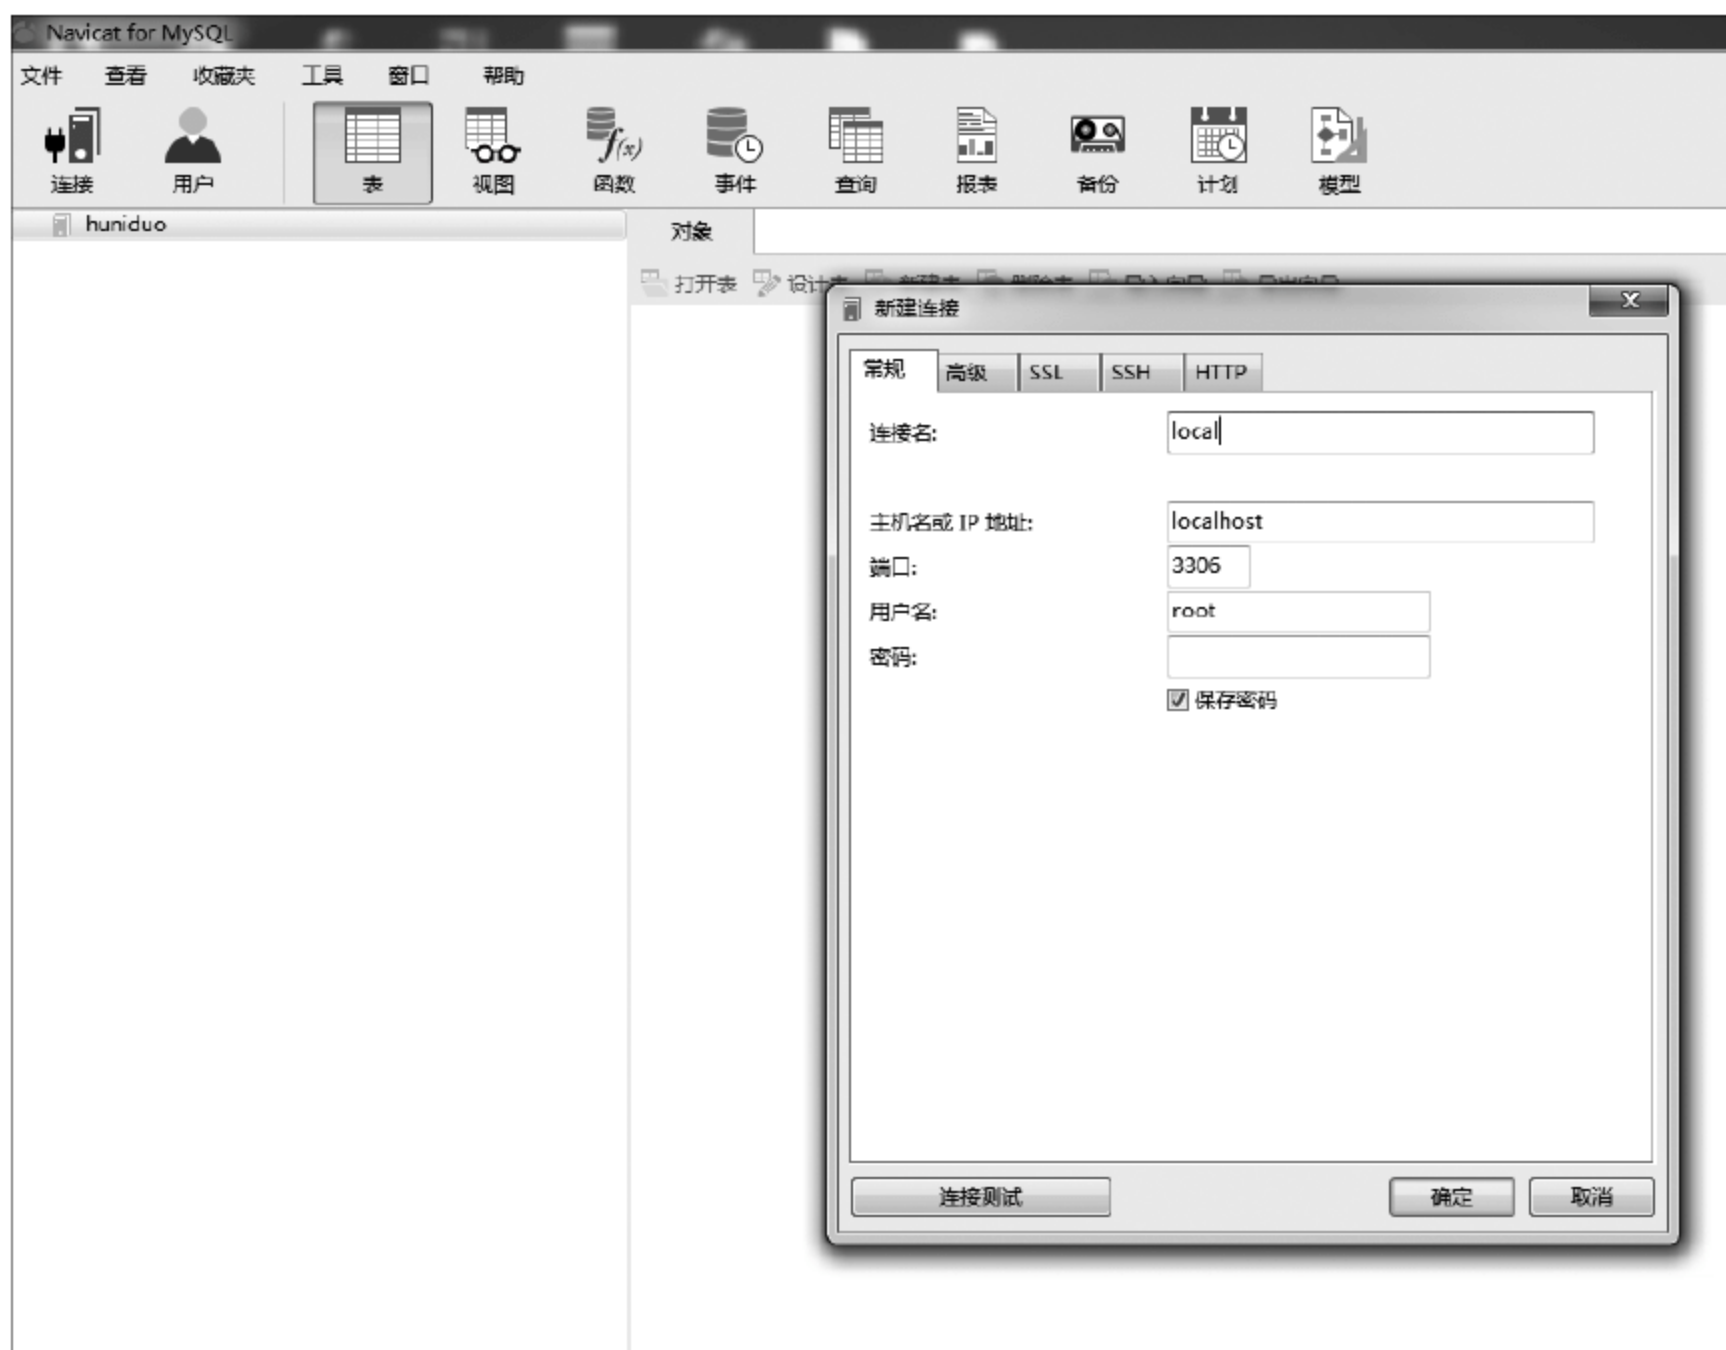 Navicat for MySQL
文件 查看 收藏夹 工具 窗口 帮助
连接 用户 表 视图 函数 事件 查询 报表 备份 计划 模型
huniduo
对象
打开表 设计表
新建连接
常规 高级 SSL SSH HTTP
连接名: local
主机名或 IP 地址: localhost
端口: 3306
用户名: root
密码:
保存密码
连接测试 确定 取消